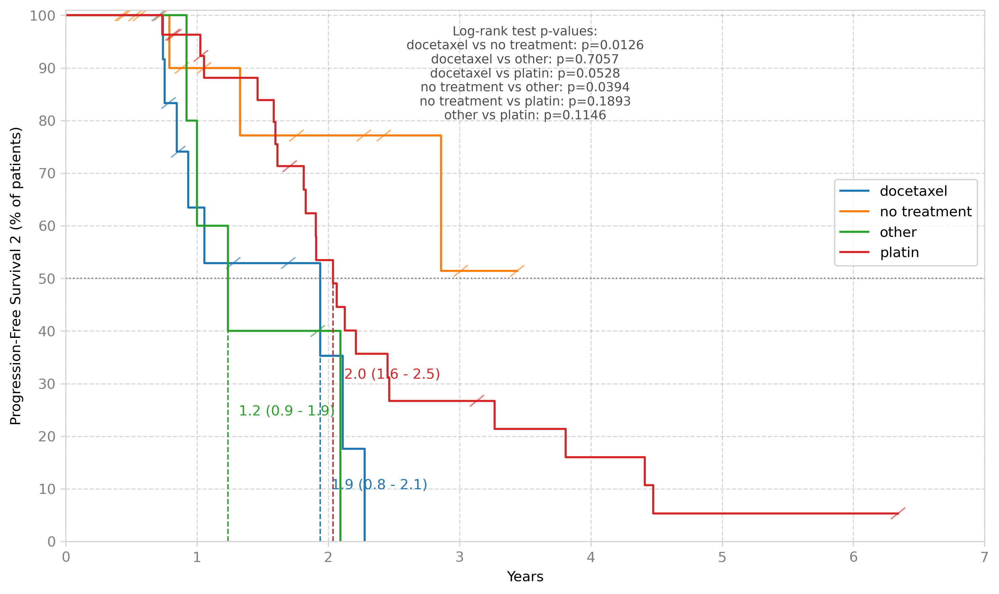 100
90
80
70
60
50
40
30
20
10
0
Progression-Free Survival 2 (% of patients)
Log-rank test p-values:
docetaxel vs no treatment: p=0.0126
docetaxel vs other: p=0.7057
docetaxel vs platin: p=0.0528
no treatment vs other: p=0.0394
no treatment vs platin: p=0.1893
other vs platin: p=0.1146
docetaxel
no treatment
other
platin
2.0 (1.6 - 2.5)
1.2 (0.9 - 1.9)
1.9 (0.8 - 2.1)
0 1 2 3 4 5 6 7
Years